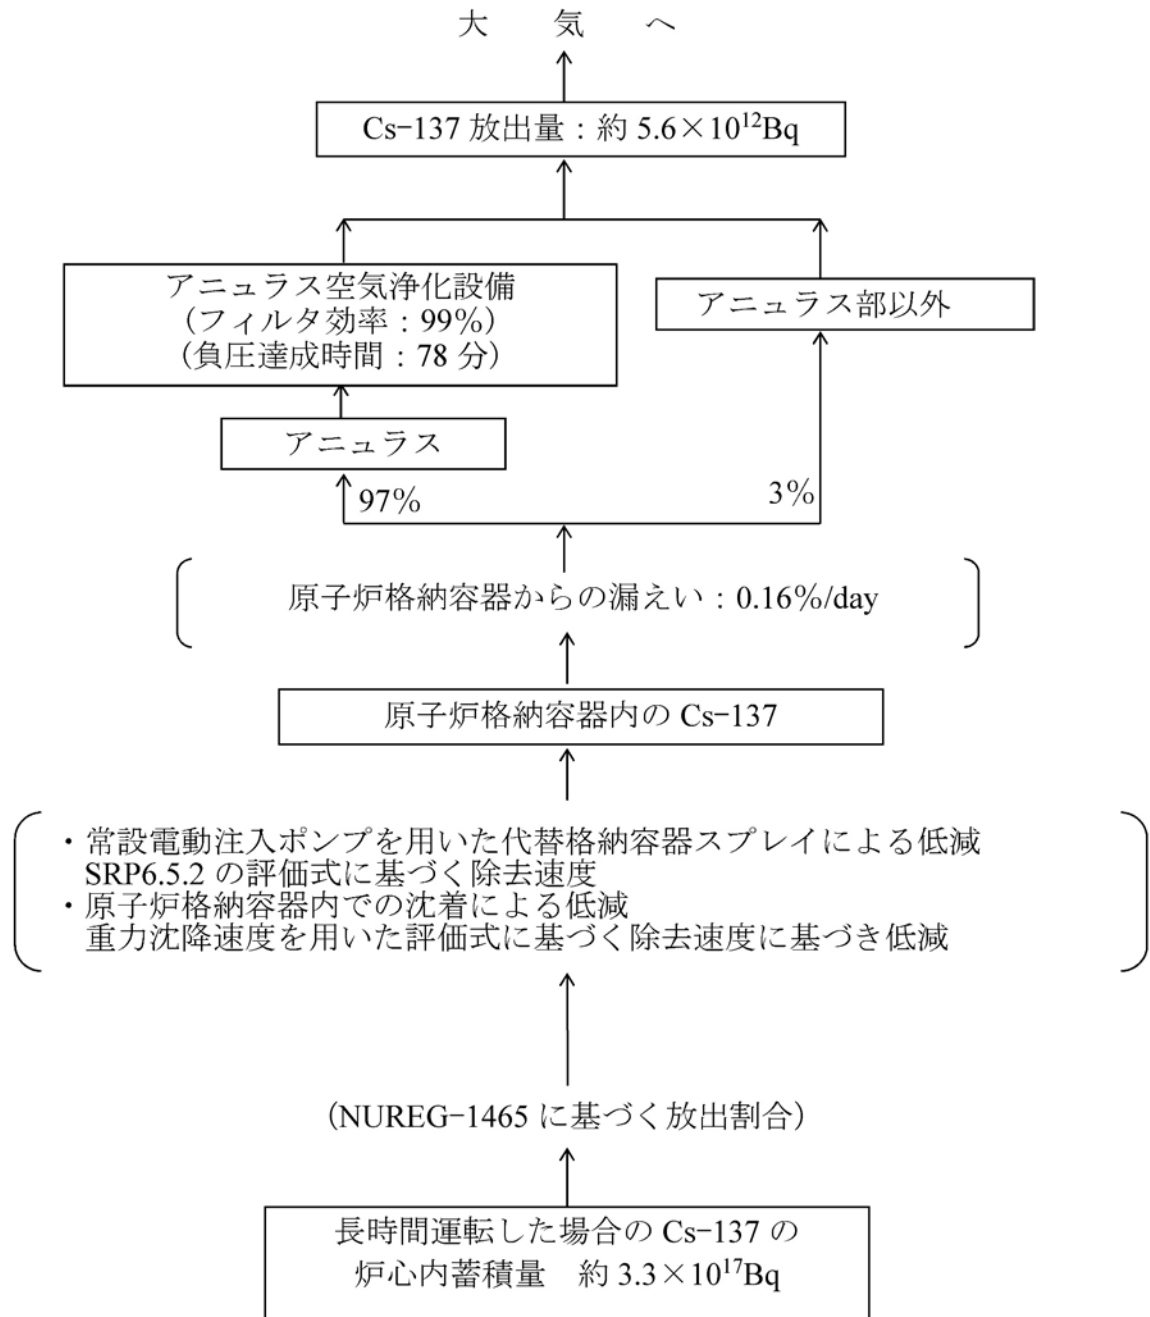 大 気 へ
Cs-137 放出量：約 5.6×10¹²Bq
アニュラス空気浄化設備
（フィルタ効率：99％）
（負圧達成時間：78 分）
アニュラス部以外
アニュラス
97％
3％
原子炉格納容器からの漏えい：0.16％/day
原子炉格納容器内の Cs-137
・常設電動注入ポンプを用いた代替格納容器スプレイによる低減
SRP6.5.2 の評価式に基づく除去速度
・原子炉格納容器内での沈着による低減
重力沈降速度を用いた評価式に基づく除去速度に基づき低減
（NUREG-1465 に基づく放出割合）
長時間運転した場合の Cs-137 の
炉心内蓄積量　約 3.3×10¹⁷Bq